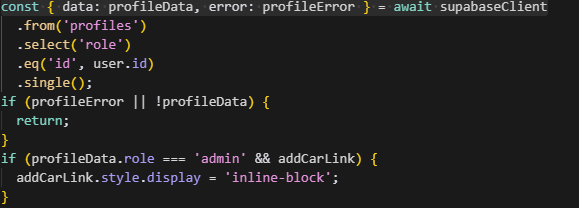 const { data: profileData, error: profileError } = await supabaseClient
  .from('profiles')
  .select('role')
  .eq('id', user.id)
  .single();
if (profileError || !profileData) {
  return;
}
if (profileData.role === 'admin' && addCarLink) {
  addCarLink.style.display = 'inline-block';
}